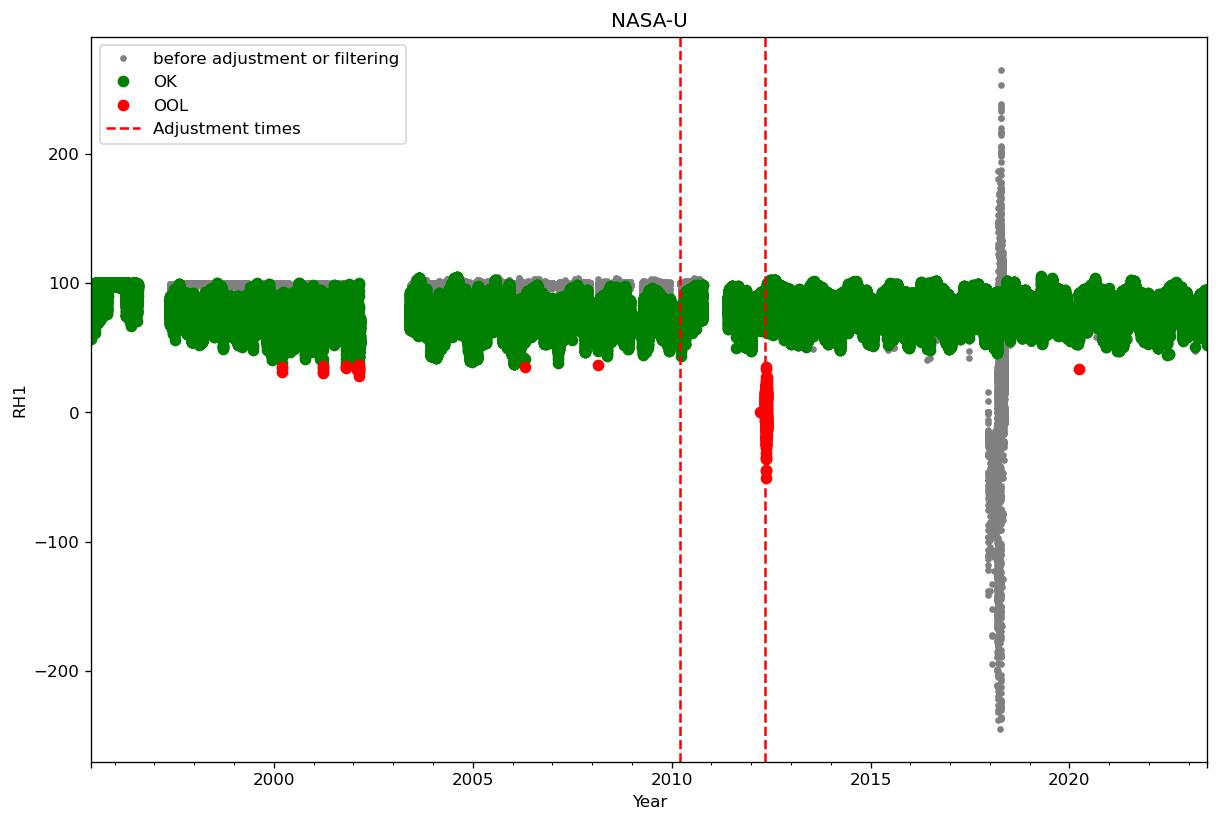 NASA-U
before adjustment or filtering
OK
OOL
Adjustment times
RH1
200
100
0
−100
−200
2000 2005 2010 2015 2020
Year